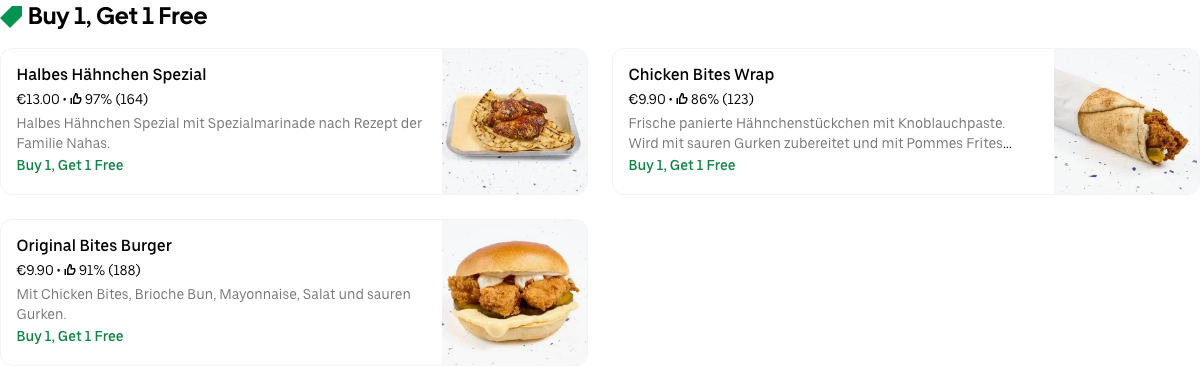 Buy 1, Get 1 Free
Halbes Hähnchen Spezial
€13.00 • 97% (164)
Halbes Hähnchen Spezial mit Spezialmarinade nach Rezept der
Familie Nahas.
Buy 1, Get 1 Free
Chicken Bites Wrap
€9.90 • 86% (123)
Frische panierte Hähnchenstückchen mit Knoblauchpaste.
Wird mit sauren Gurken zubereitet und mit Pommes Frites...
Buy 1, Get 1 Free
Original Bites Burger
€9.90 • 91% (188)
Mit Chicken Bites, Brioche Bun, Mayonnaise, Salat und sauren
Gurken.
Buy 1, Get 1 Free